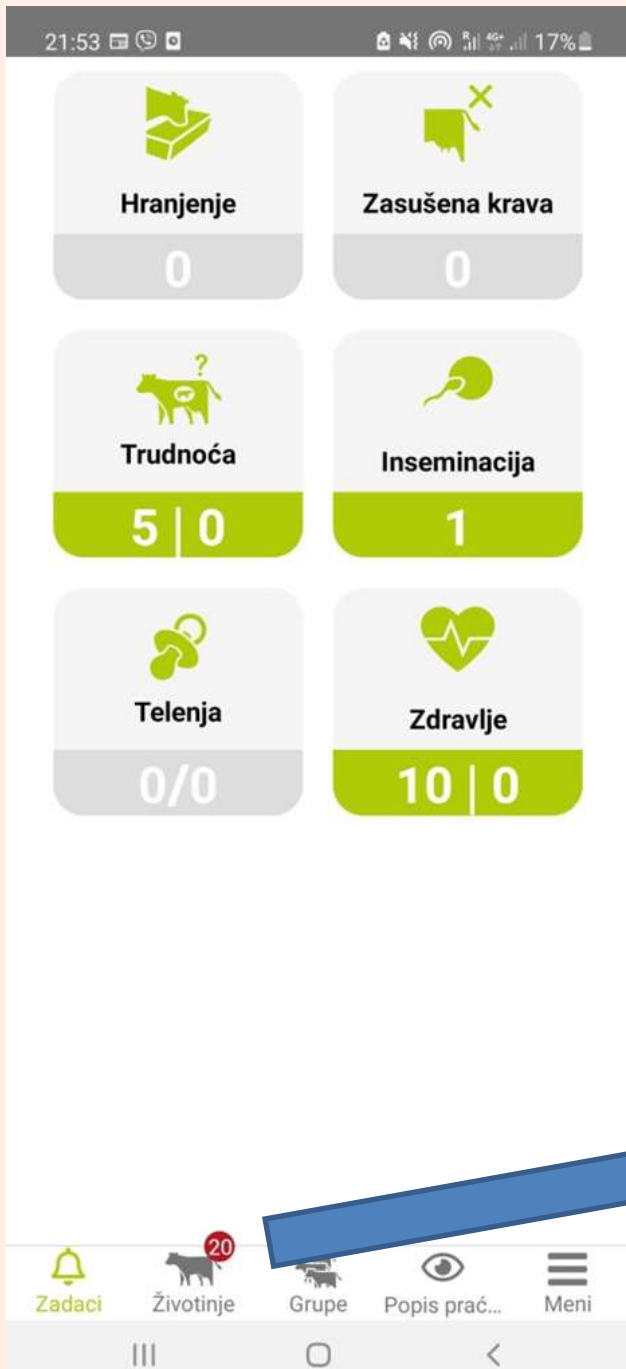 21:53 R 4G+ 17%
Hranjenje Zasušena krava
0 0
?
Trudnoća Inseminacija
5 | 0 1
Telenja Zdravlje
0/0 10 | 0
20
Zadaci Životinje Grupe Popis prać... Meni